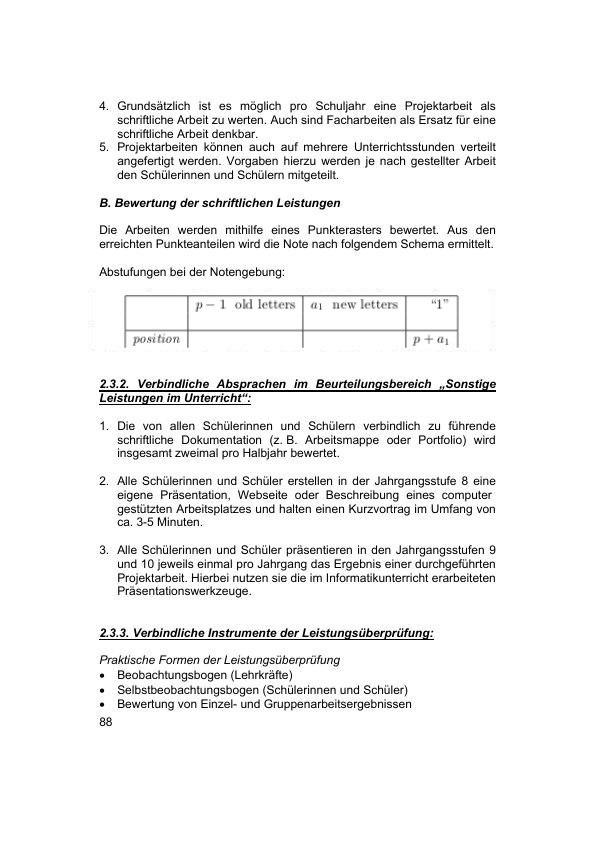 4. Grundsätzlich ist es möglich pro Schuljahr eine Projektarbeit als
schriftliche Arbeit zu werten. Auch sind Facharbeiten als Ersatz für eine
schriftliche Arbeit denkbar.
5. Projektarbeiten können auch auf mehrere Unterrichtsstunden verteilt
angefertigt werden. Vorgaben hierzu werden je nach gestellter Arbeit
den Schülerinnen und Schülern mitgeteilt.
B. Bewertung der schriftlichen Leistungen
Die Arbeiten werden mithilfe eines Punkterasters bewertet. Aus den
erreichten Punkteanteilen wird die Note nach folgendem Schema ermittelt.
Abstufungen bei der Notengebung:
p − 1 old letters a₁ new letters “1”
position p + a₁
2.3.2. Verbindliche Absprachen im Beurteilungsbereich „Sonstige
Leistungen im Unterricht“:
1. Die von allen Schülerinnen und Schülern verbindlich zu führende
schriftliche Dokumentation (z. B. Arbeitsmappe oder Portfolio) wird
insgesamt zweimal pro Halbjahr bewertet.
2. Alle Schülerinnen und Schüler erstellen in der Jahrgangsstufe 8 eine
eigene Präsentation, Webseite oder Beschreibung eines computer
gestützten Arbeitsplatzes und halten einen Kurzvortrag im Umfang von
ca. 3-5 Minuten.
3. Alle Schülerinnen und Schüler präsentieren in den Jahrgangsstufen 9
und 10 jeweils einmal pro Jahrgang das Ergebnis einer durchgeführten
Projektarbeit. Hierbei nutzen sie die im Informatikunterricht erarbeiteten
Präsentationswerkzeuge.
2.3.3. Verbindliche Instrumente der Leistungsüberprüfung:
Praktische Formen der Leistungsüberprüfung
• Beobachtungsbogen (Lehrkräfte)
• Selbstbeobachtungsbogen (Schülerinnen und Schüler)
• Bewertung von Einzel- und Gruppenarbeitsergebnissen
88